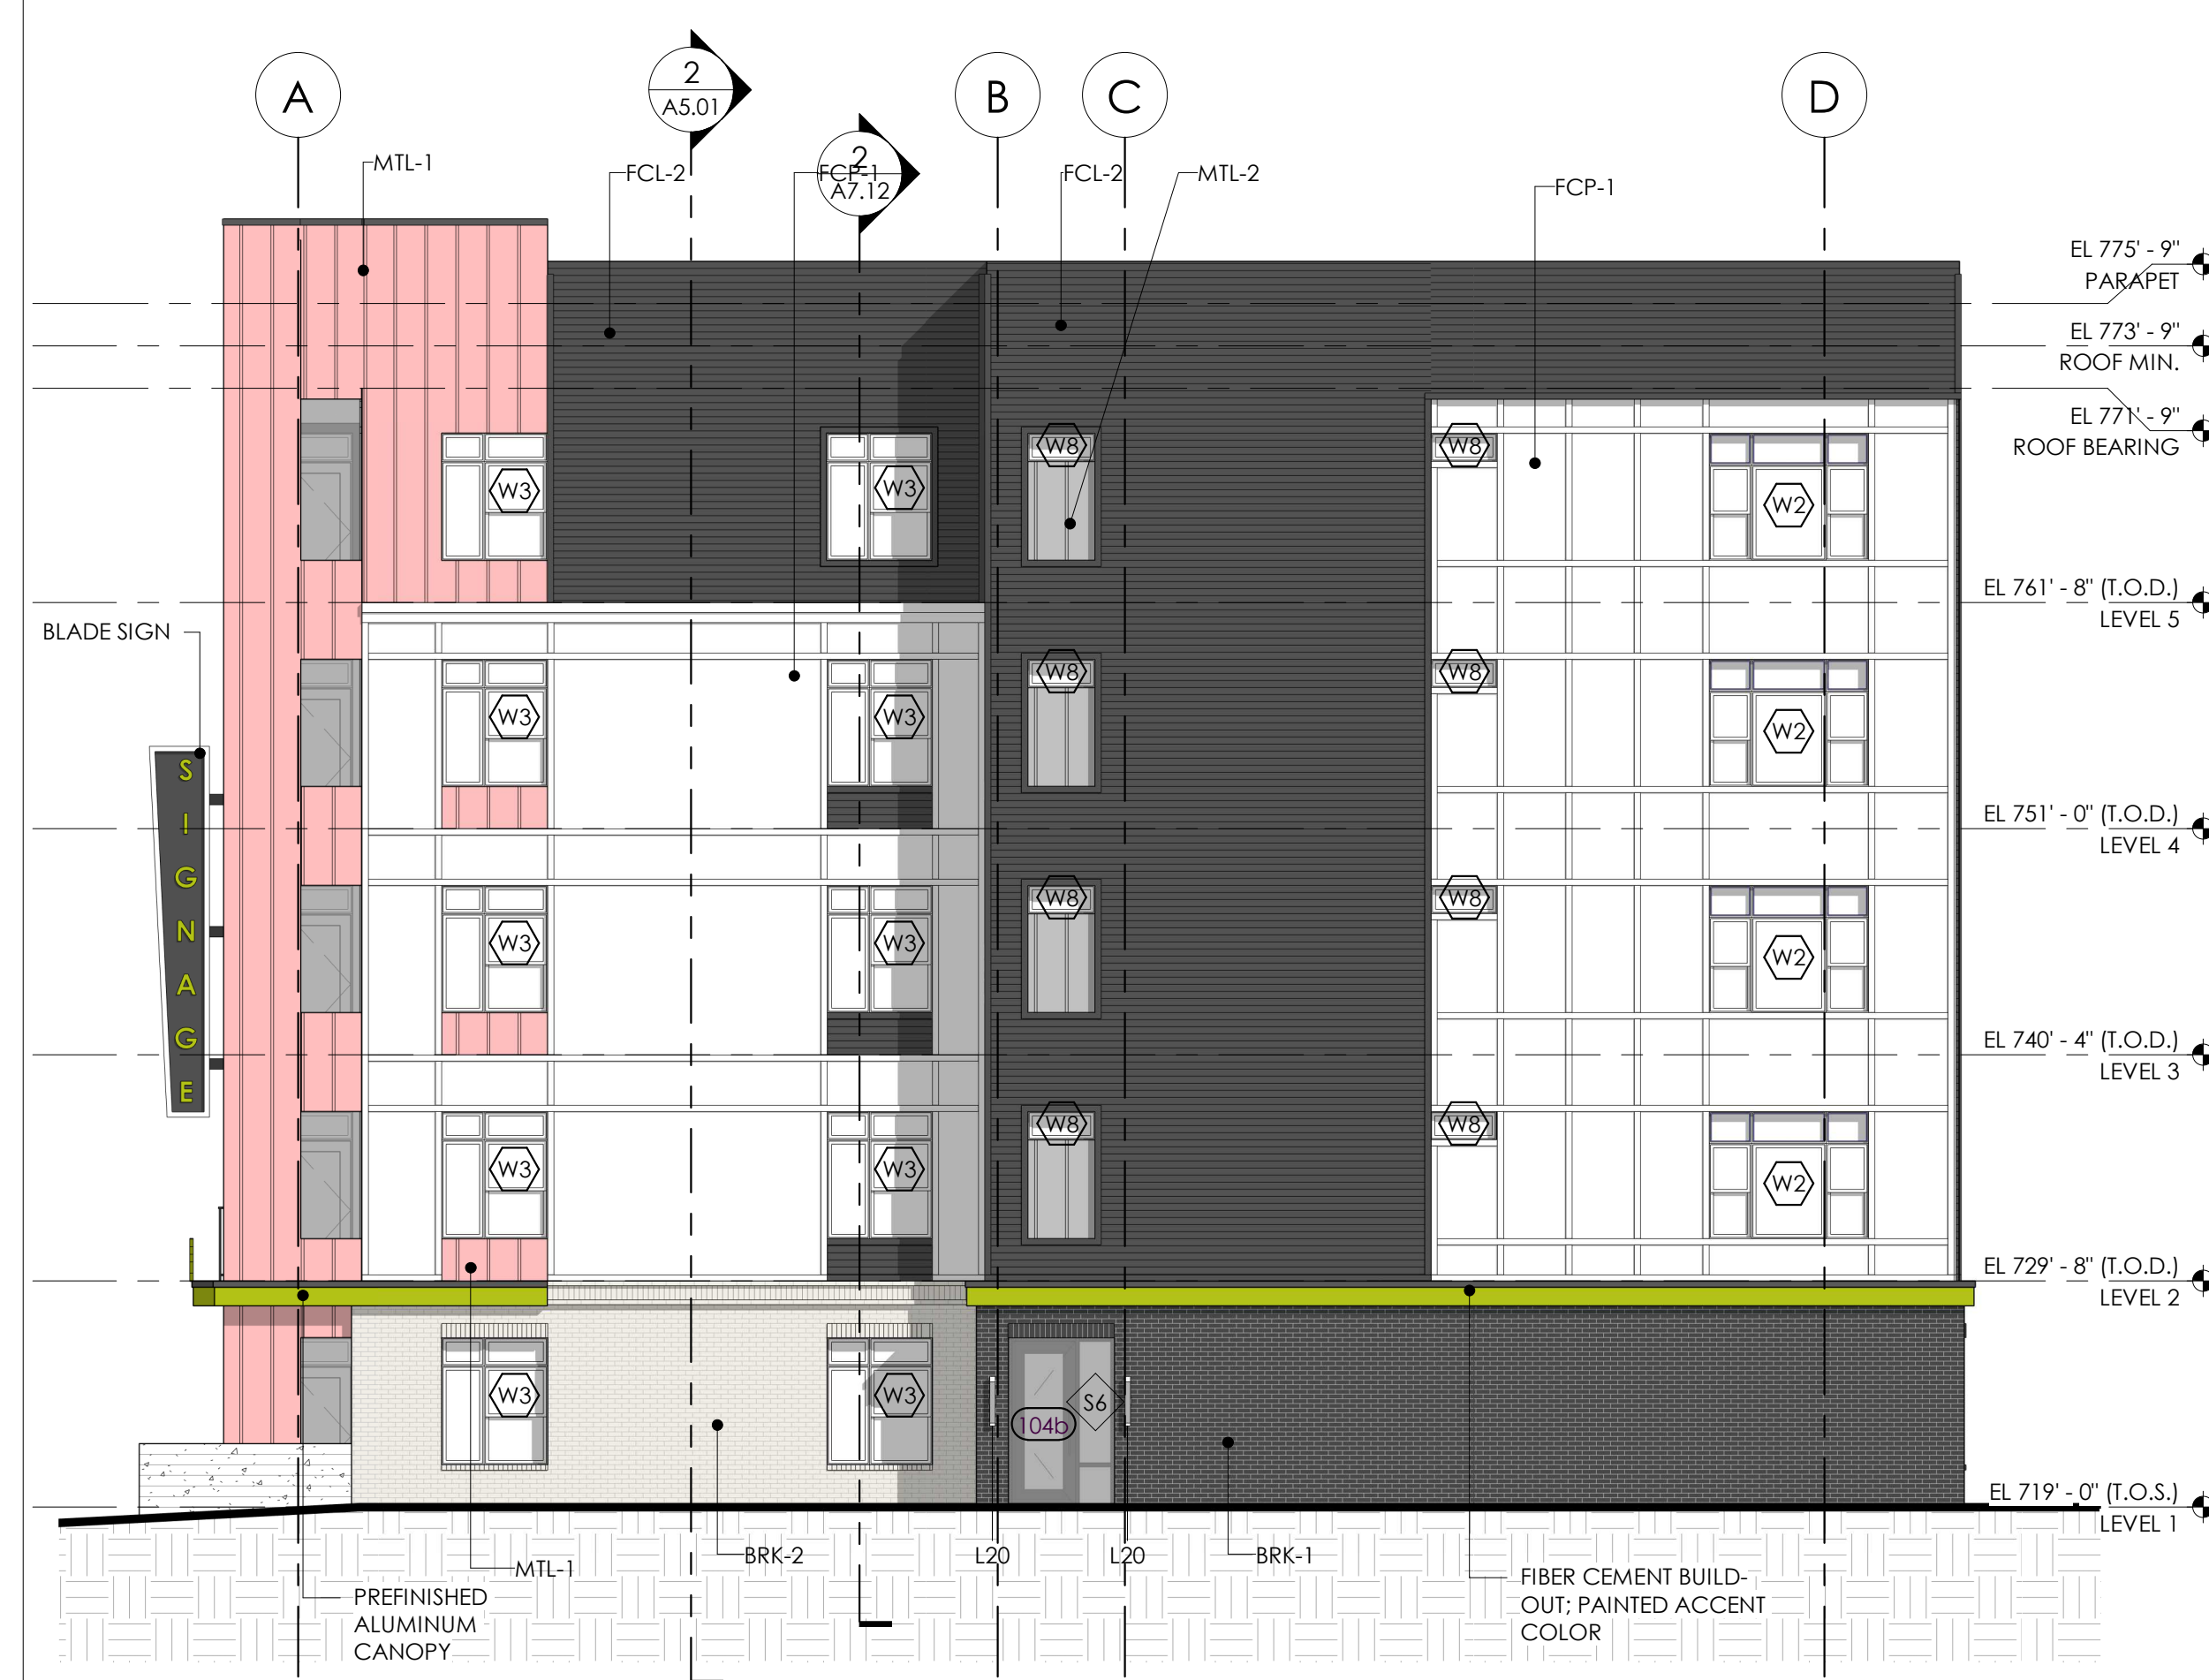 A
2
A5.01
B
C
D
2
A7.12
MTL-1
FCL-2
FCP-1
FCL-2
MTL-2
FCP-1
EL 775' - 9"
PARAPET
EL 773' - 9"
ROOF MIN.
EL 771' - 9"
ROOF BEARING
W8
W8
W3
W3
W2
EL 761' - 8" (T.O.D.)
LEVEL 5
BLADE SIGN
W8
W8
W3
W3
W2
SIGNAGE
EL 751' - 0" (T.O.D.)
LEVEL 4
W8
W8
W3
W3
W2
EL 740' - 4" (T.O.D.)
LEVEL 3
W8
W8
W3
W3
W2
EL 729' - 8" (T.O.D.)
LEVEL 2
W3
W3
S6
104b
EL 719' - 0" (T.O.S.)
LEVEL 1
MTL-1
BRK-2
L20
L20
BRK-1
PREFINISHED
ALUMINUM
CANOPY
FIBER CEMENT BUILD-
OUT; PAINTED ACCENT
COLOR